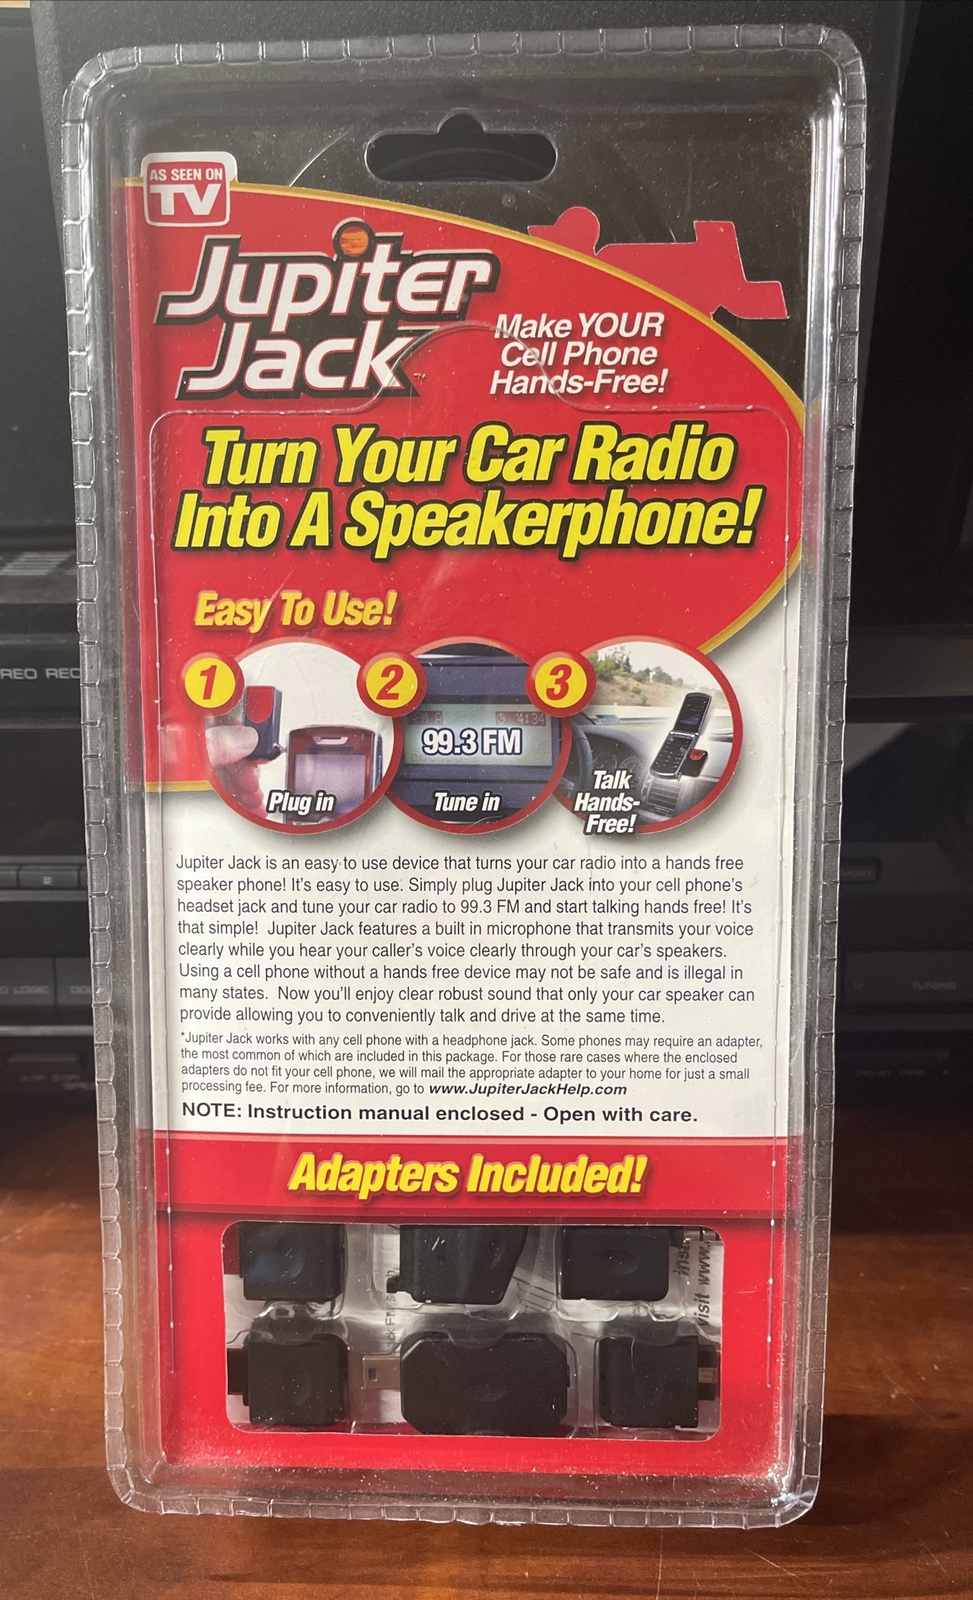 AS SEEN ON
TV
Jupiter
Jack™
Make YOUR
Cell Phone
Hands-Free!
Turn Your Car Radio
Into A Speakerphone!
Easy To Use!
1
2
3
4:34
99.3 FM
Plug in
Tune in
Talk
Hands-
Free!
Jupiter Jack is an easy to use device that turns your car radio into a hands free
speaker phone! It's easy to use. Simply plug Jupiter Jack into your cell phone's
headset jack and tune your car radio to 99.3 FM and start talking hands free! It's
that simple!  Jupiter Jack features a built in microphone that transmits your voice
clearly while you hear your caller's voice clearly through your car's speakers.
Using a cell phone without a hands free device may not be safe and is illegal in
many states.  Now you'll enjoy clear robust sound that only your car speaker can
provide allowing you to conveniently talk and drive at the same time.
*Jupiter Jack works with any cell phone with a headphone jack. Some phones may require an adapter,
the most common of which are included in this package. For those rare cases where the enclosed
adapters do not fit your cell phone, we will mail the appropriate adapter to your home for just a small
processing fee. For more information, go to www.JupiterJackHelp.com
NOTE: Instruction manual enclosed - Open with care.
Adapters Included!
visit www.
REO REC
LOGIC
TUNING